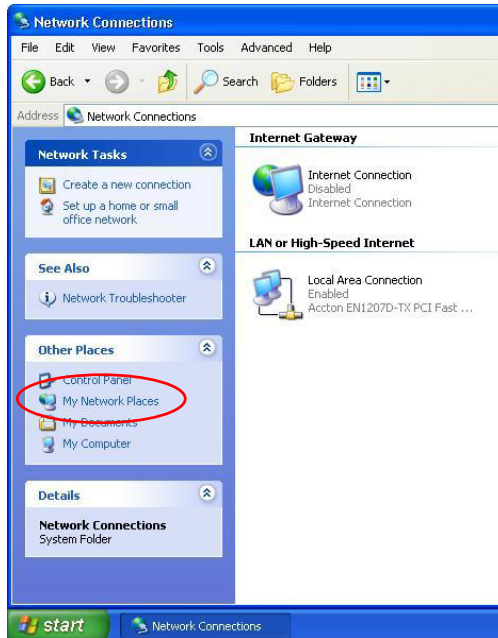 Network Connections
File Edit View Favorites Tools Advanced Help
Back Search Folders
Address Network Connections
Network Tasks
Create a new connection
Set up a home or small
office network
See Also
Network Troubleshooter
Other Places
Control Panel
My Network Places
My Documents
My Computer
Details
Network Connections
System Folder
Internet Gateway
Internet Connection
Disabled
Internet Connection
LAN or High-Speed Internet
Local Area Connection
Enabled
Accton EN1207D-TX PCI Fast ...
start Network Connections